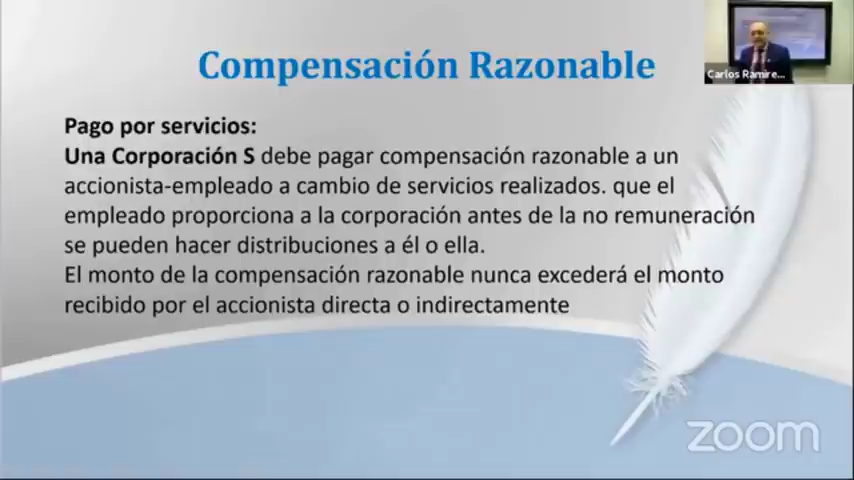 Compensación Razonable
Carlos Ramire...
Pago por servicios:
Una Corporación S debe pagar compensación razonable a un
accionista-empleado a cambio de servicios realizados. que el
empleado proporciona a la corporación antes de la no remuneración
se pueden hacer distribuciones a él o ella.
El monto de la compensación razonable nunca excederá el monto
recibido por el accionista directa o indirectamente
zoom